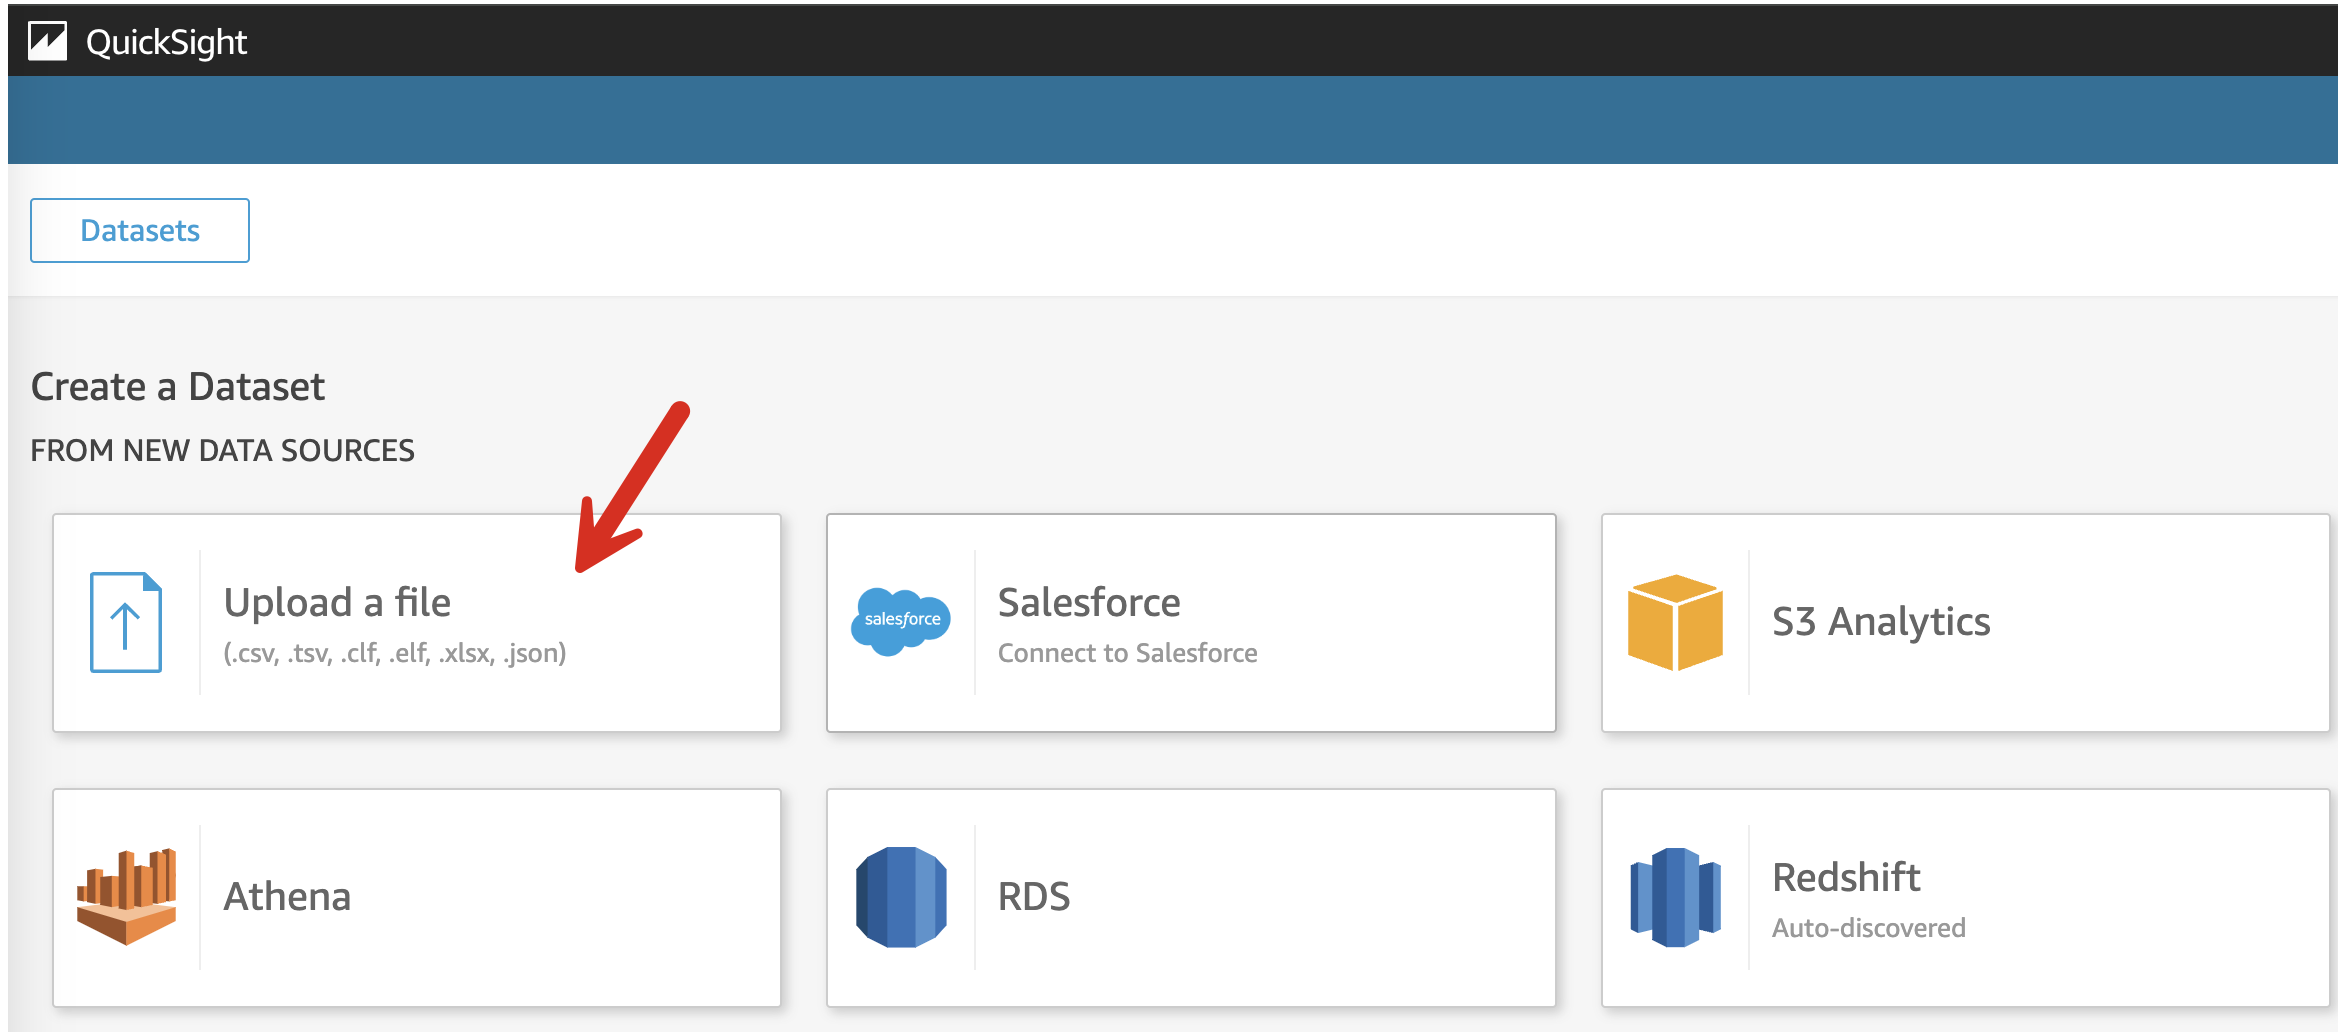 QuickSight
Datasets
Create a Dataset
FROM NEW DATA SOURCES
Upload a file
(.csv, .tsv, .clf, .elf, .xlsx, .json)
salesforce
Salesforce
Connect to Salesforce
S3 Analytics
Athena
RDS
Redshift
Auto-discovered